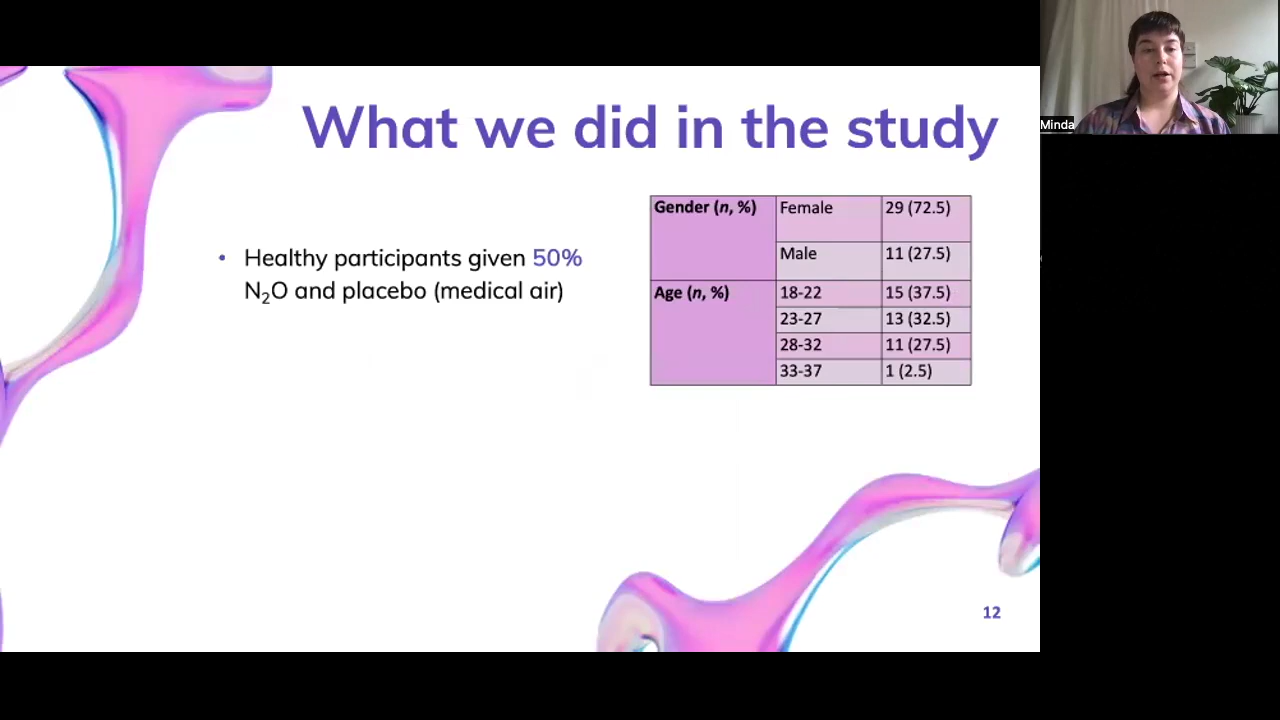 What we did in the study
• Healthy participants given 50%
N₂O and placebo (medical air)
Gender (n, %) Female 29 (72.5)
Male 11 (27.5)
Age (n, %) 18-22 15 (37.5)
23-27 13 (32.5)
28-32 11 (27.5)
33-37 1 (2.5)
12
Minda